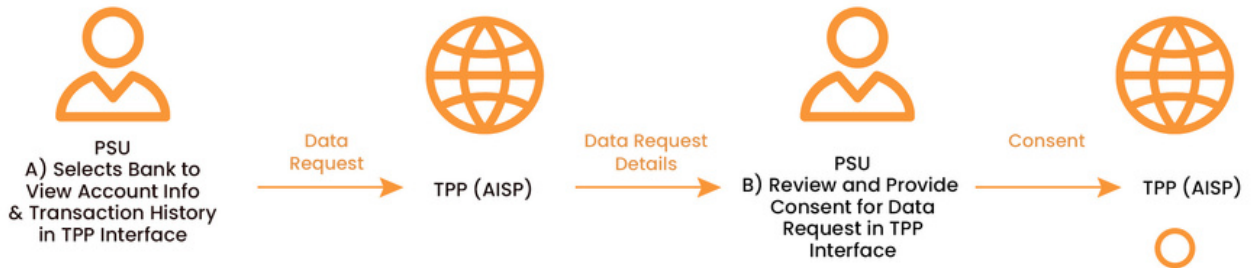 PSU
A) Selects Bank to
View Account Info
& Transaction History
in TPP Interface
Data
Request
TPP (AISP)
Data Request
Details
PSU
B) Review and Provide
Consent for Data
Request in TPP
Interface
Consent
TPP (AISP)